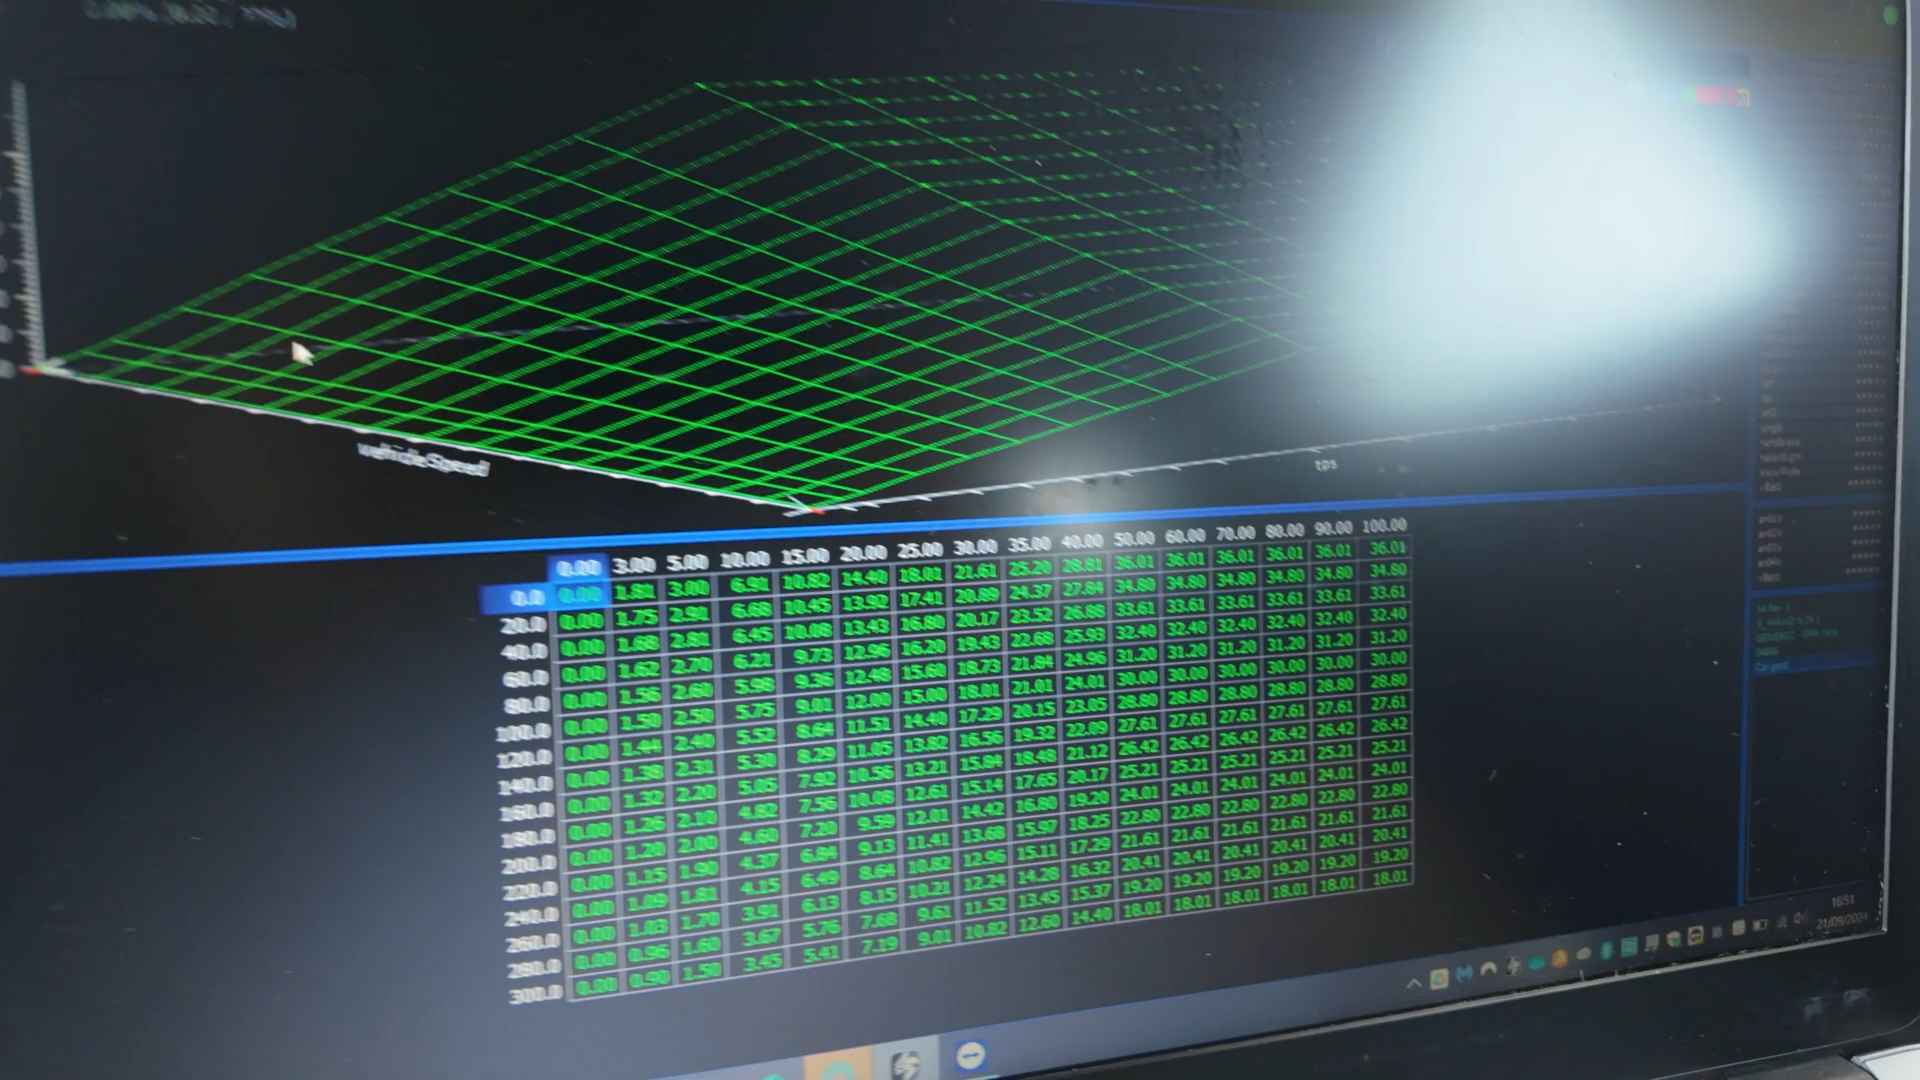 vehicleSpeed
tps
0.00 3.00 5.00 10.00 15.00 20.00 25.00 30.00 35.00 40.00 50.00 60.00 70.00 80.00 90.00 100.00
0.0 0.00 1.81 3.00 6.91 10.82 14.40 18.01 21.61 25.20 28.81 36.01 36.01 36.01 36.01 36.01 36.01
20.0 0.00 1.75 2.91 6.68 10.45 13.92 17.41 20.89 24.37 27.84 34.80 34.80 34.80 34.80 34.80 34.80
40.0 0.00 1.68 2.81 6.45 10.08 13.43 16.80 20.17 23.52 26.88 33.61 33.61 33.61 33.61 33.61 33.61
60.0 0.00 1.62 2.70 6.21 9.73 12.96 16.20 19.43 22.68 25.93 32.40 32.40 32.40 32.40 32.40 32.40
80.0 0.00 1.56 2.60 5.98 9.36 12.48 15.60 18.73 21.84 24.96 31.20 31.20 31.20 31.20 31.20 31.20
100.0 0.00 1.50 2.50 5.75 9.01 12.00 15.00 18.01 21.01 24.01 30.00 30.00 30.00 30.00 30.00 30.00
120.0 0.00 1.44 2.40 5.52 8.64 11.51 14.40 17.29 20.15 23.05 28.80 28.80 28.80 28.80 28.80 28.80
140.0 0.00 1.38 2.31 5.30 8.29 11.05 13.82 16.56 19.32 22.09 27.61 27.61 27.61 27.61 27.61 27.61
160.0 0.00 1.32 2.20 5.05 7.92 10.56 13.21 15.84 18.48 21.12 26.42 26.42 26.42 26.42 26.42 26.42
180.0 0.00 1.26 2.10 4.82 7.56 10.08 12.61 15.14 17.65 20.17 25.21 25.21 25.21 25.21 25.21 25.21
200.0 0.00 1.20 2.00 4.60 7.20 9.59 12.01 14.42 16.80 19.20 24.01 24.01 24.01 24.01 24.01 24.01
220.0 0.00 1.15 1.90 4.37 6.84 9.13 11.41 13.68 15.97 18.25 22.80 22.80 22.80 22.80 22.80 22.80
240.0 0.00 1.09 1.81 4.15 6.49 8.64 10.82 12.96 15.11 17.29 21.61 21.61 21.61 21.61 21.61 21.61
260.0 0.00 1.03 1.70 3.91 6.13 8.15 10.21 12.24 14.28 16.32 20.41 20.41 20.41 20.41 20.41 20.41
280.0 0.00 0.96 1.60 3.67 5.76 7.68 9.61 11.52 13.45 15.37 19.20 19.20 19.20 19.20 19.20 19.20
300.0 0.00 0.90 1.50 3.45 5.41 7.19 9.01 10.82 12.60 14.40 18.01 18.01 18.01 18.01 18.01 18.01
Car good
16:51
21/09/2024